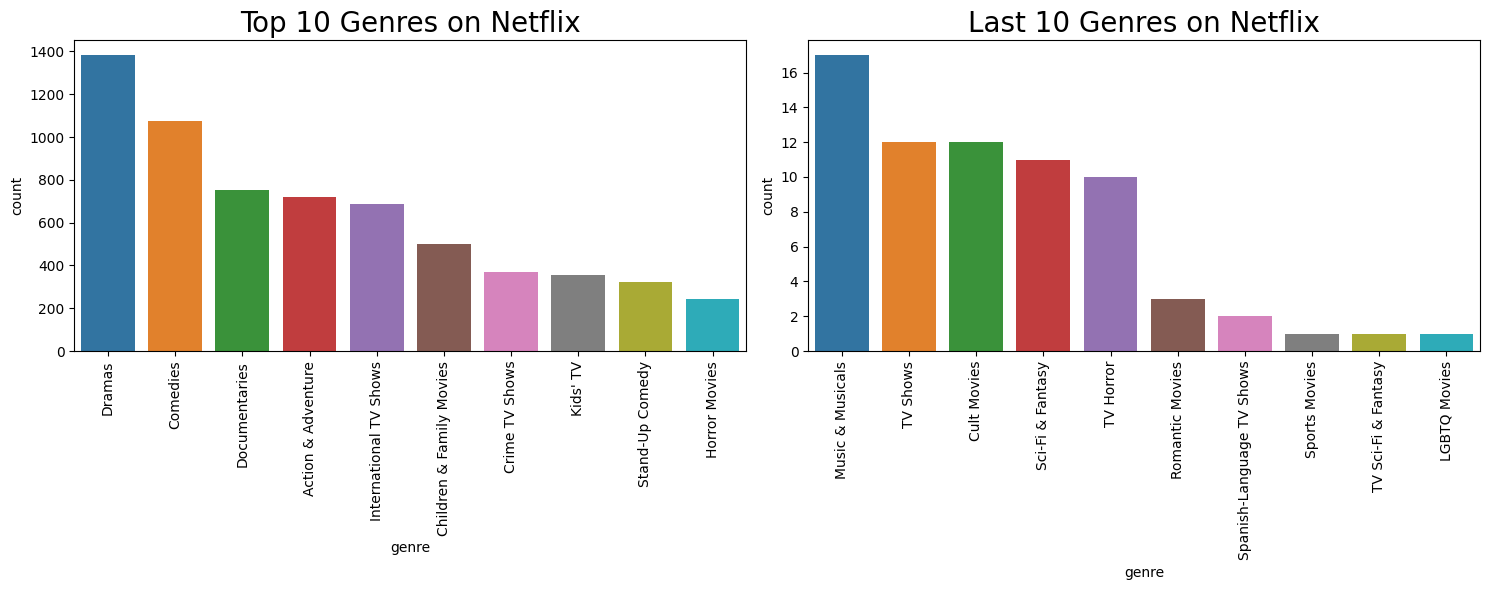 Top 10 Genres on Netflix
1400
1200
1000
800
600
400
200
0
count
Dramas
Comedies
Documentaries
Action & Adventure
International TV Shows
Children & Family Movies
Crime TV Shows
Kids' TV
Stand-Up Comedy
Horror Movies
genre
Last 10 Genres on Netflix
16
14
12
10
8
6
4
2
0
count
Music & Musicals
TV Shows
Cult Movies
Sci-Fi & Fantasy
TV Horror
Romantic Movies
Spanish-Language TV Shows
Sports Movies
TV Sci-Fi & Fantasy
LGBTQ Movies
genre